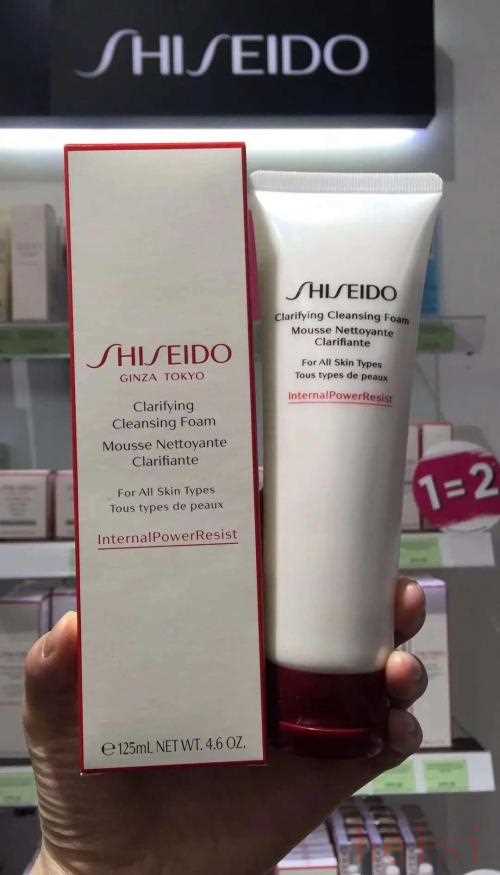 SHISEIDO
SHISEIDO
GINZA TOKYO
Clarifying
Cleansing Foam
Mousse Nettoyante
Clarifiante
For All Skin Types
Tous types de peaux
InternalPowerResist
℮125mL NET WT. 4.6 OZ.
SHISEIDO
Clarifying Cleansing Foam
Mousse Nettoyante
Clarifiante
For All Skin Types
Tous types de peaux
InternalPowerResist
1=2